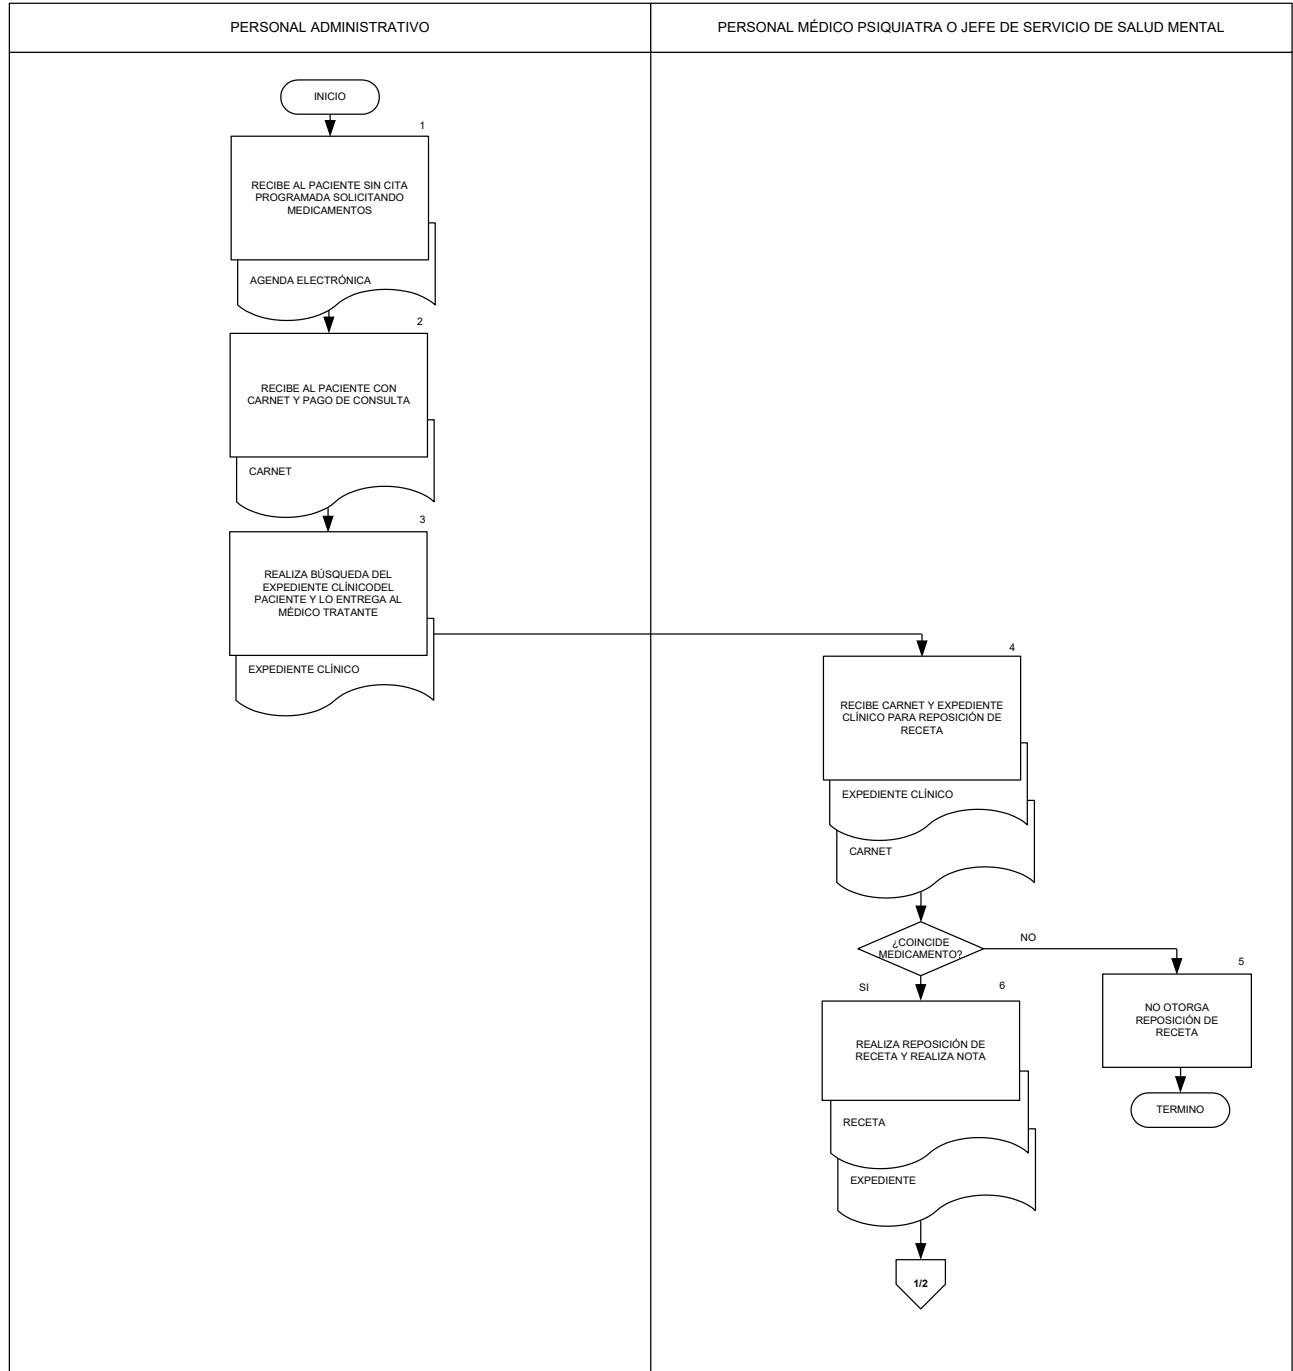 PERSONAL ADMINISTRATIVO
PERSONAL MÉDICO PSIQUIATRA O JEFE DE SERVICIO DE SALUD MENTAL
INICIO
1
RECIBE AL PACIENTE SIN CITA
PROGRAMADA SOLICITANDO
MEDICAMENTOS
AGENDA ELECTRÓNICA
2
RECIBE AL PACIENTE CON
CARNET Y PAGO DE CONSULTA
CARNET
3
REALIZA BÚSQUEDA DEL
EXPEDIENTE CLÍNICODEL
PACIENTE Y LO ENTREGA AL
MÉDICO TRATANTE
EXPEDIENTE CLÍNICO
4
RECIBE CARNET Y EXPEDIENTE
CLÍNICO PARA REPOSICIÓN DE
RECETA
EXPEDIENTE CLÍNICO
CARNET
¿COINCIDE
MEDICAMENTO?
NO
5
NO OTORGA
REPOSICIÓN DE
RECETA
TERMINO
SI
6
REALIZA REPOSICIÓN DE
RECETA Y REALIZA NOTA
RECETA
EXPEDIENTE
1/2